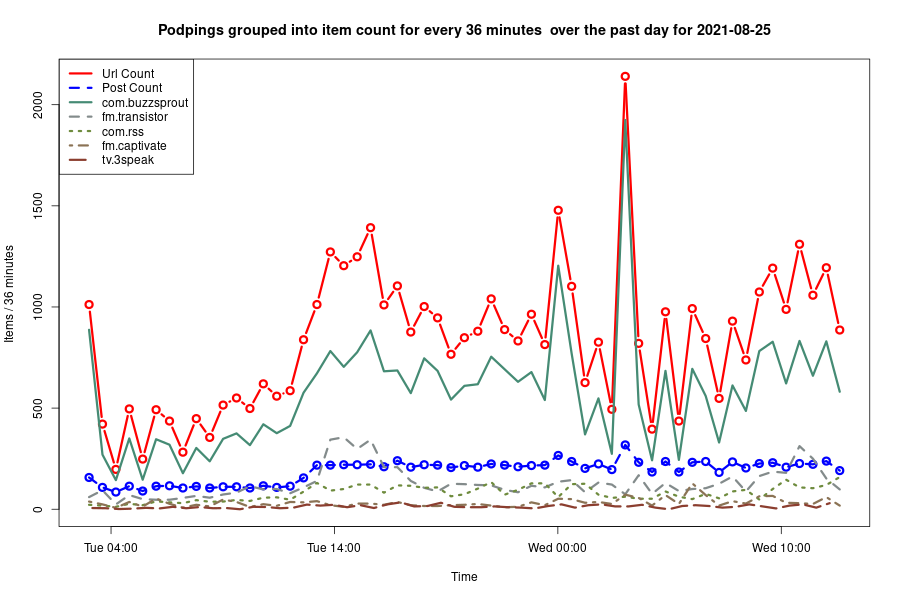 Podpings grouped into item count for every 36 minutes  over the past day for 2021-08-25
Url Count
Post Count
com.buzzsprout
fm.transistor
com.rss
fm.captivate
tv.3speak
Items / 36 minutes
2000
1500
1000
500
0
Tue 04:00
Tue 14:00
Wed 00:00
Wed 10:00
Time